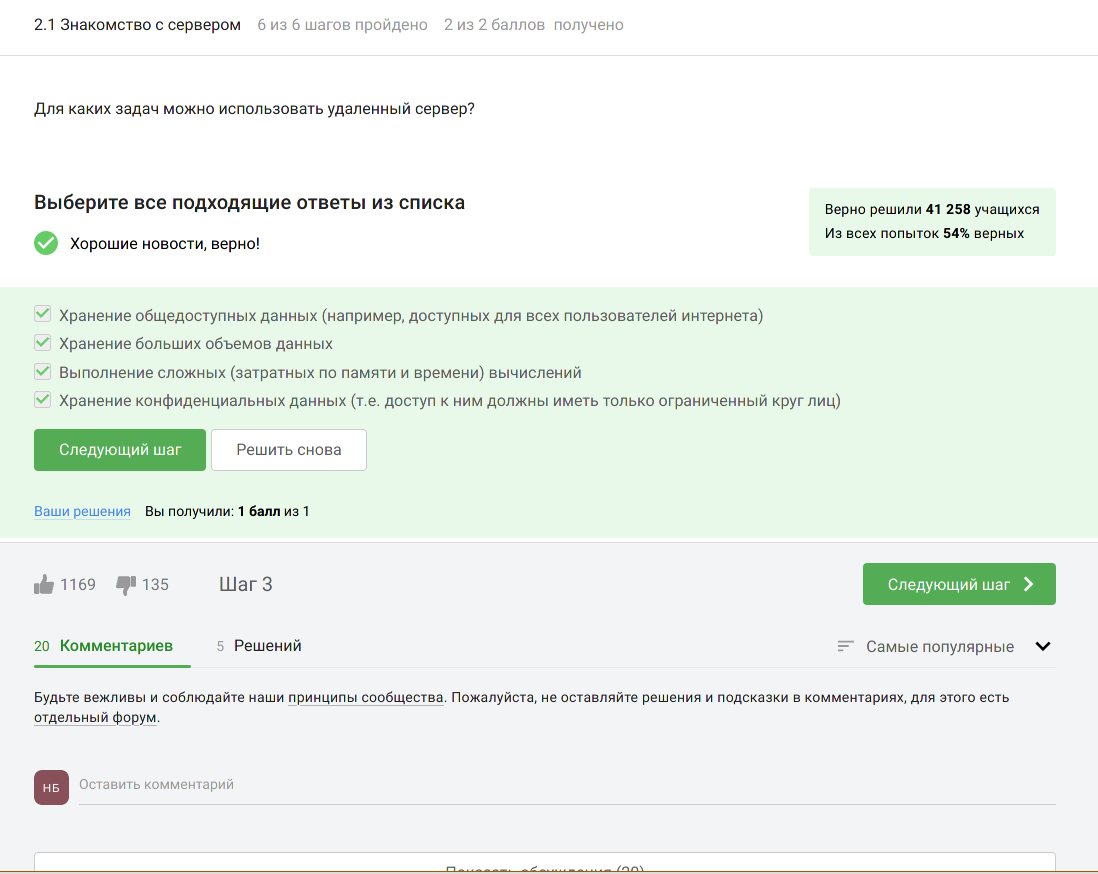 2.1 Знакомство с сервером 6 из 6 шагов пройдено 2 из 2 баллов получено
Для каких задач можно использовать удаленный сервер?
Выберите все подходящие ответы из списка
Хорошие новости, верно!
Верно решили 41 258 учащихся
Из всех попыток 54% верных
Хранение общедоступных данных (например, доступных для всех пользователей интернета)
Хранение больших объемов данных
Выполнение сложных (затратных по памяти и времени) вычислений
Хранение конфиденциальных данных (т.е. доступ к ним должны иметь только ограниченный круг лиц)
Следующий шаг Решить снова
Ваши решения Вы получили: 1 балл из 1
1169 135 Шаг 3 Следующий шаг
20 Комментариев 5 Решений Самые популярные
Будьте вежливы и соблюдайте наши принципы сообщества. Пожалуйста, не оставляйте решения и подсказки в комментариях, для этого есть
отдельный форум.
НБ Оставить комментарий
Показать обсуждения (20)